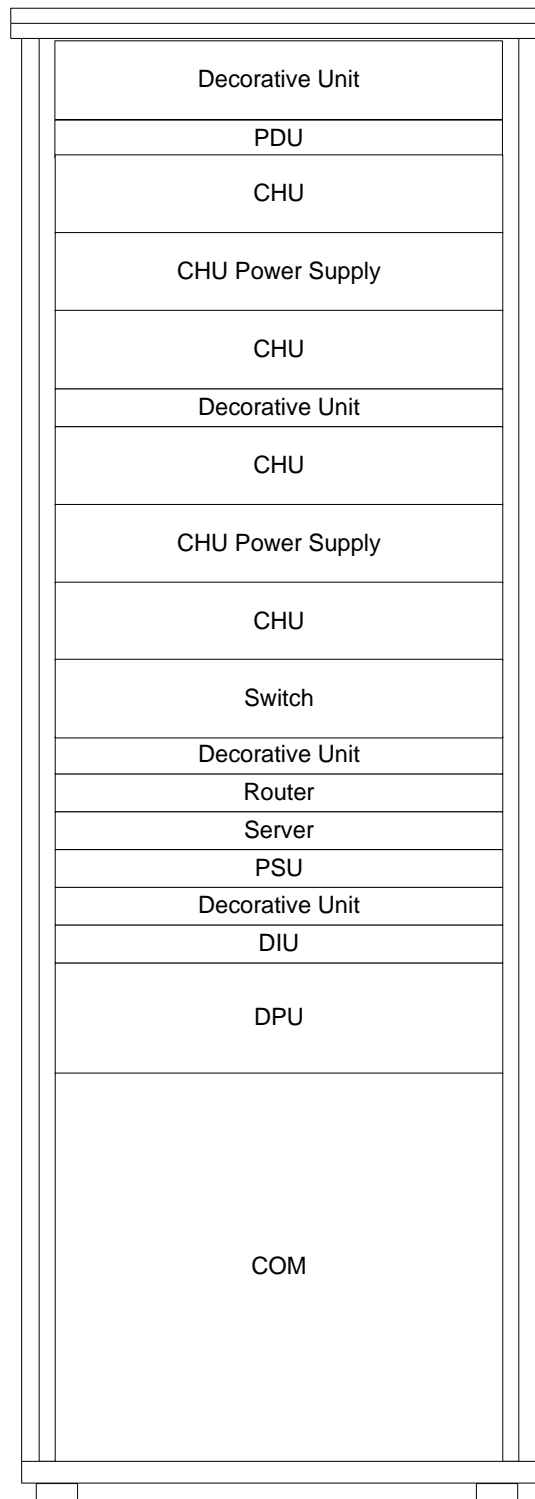 Decorative Unit
PDU
CHU
CHU Power Supply
CHU
Decorative Unit
CHU
CHU Power Supply
CHU
Switch
Decorative Unit
Router
Server
PSU
Decorative Unit
DIU
DPU
COM